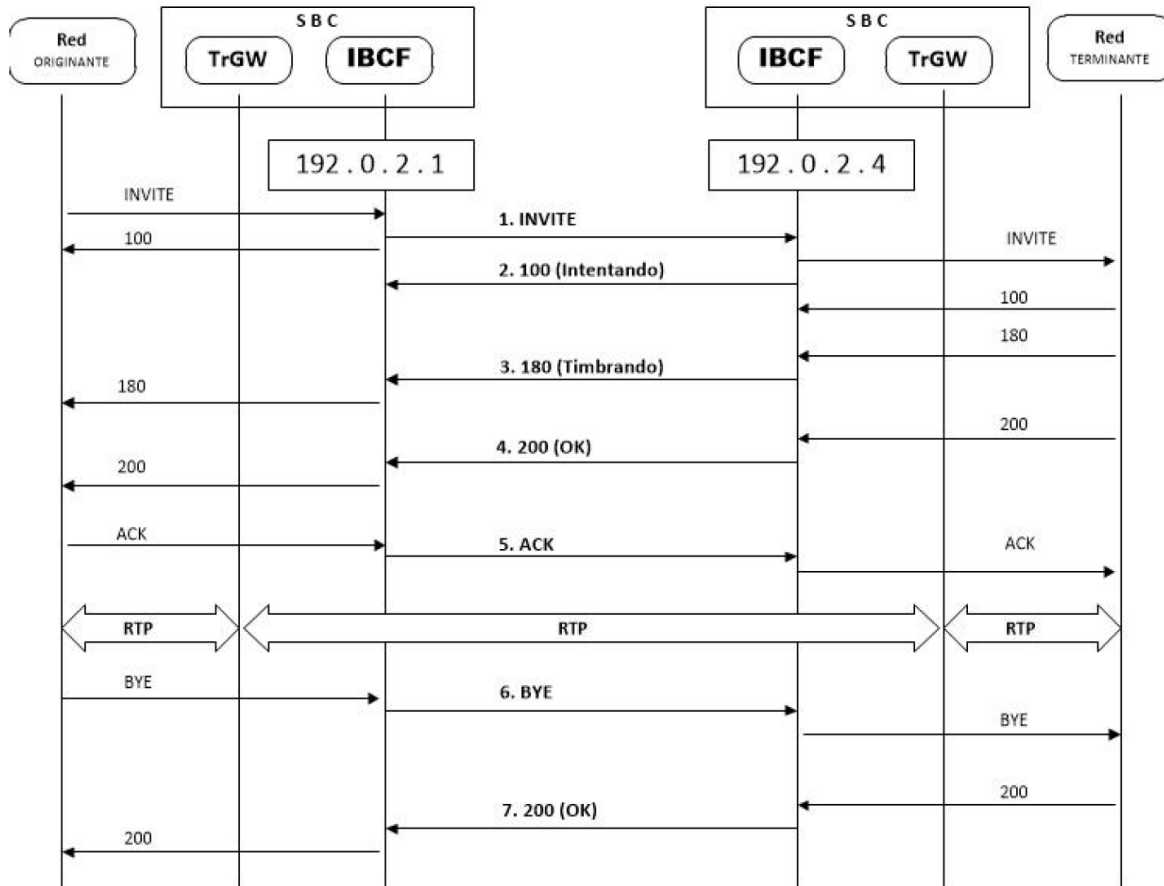 S B C
S B C
Red
ORIGINANTE
TrGW
IBCF
IBCF
TrGW
Red
TERMINANTE
192 . 0 . 2 . 1
192 . 0 . 2 . 4
INVITE
1. INVITE
100
INVITE
2. 100 (Intentando)
100
180
3. 180 (Timbrando)
180
200
4. 200 (OK)
200
ACK
5. ACK
ACK
RTP
RTP
RTP
BYE
6. BYE
BYE
200
7. 200 (OK)
200